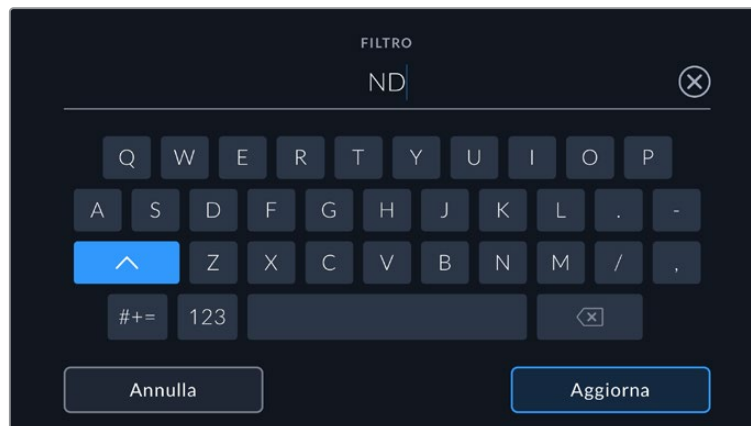 FILTRO
ND
Q W E R T Y U I O P
A S D F G H J K L . -
Z X C V B N M / ,
#+= 123
Annulla Aggiorna